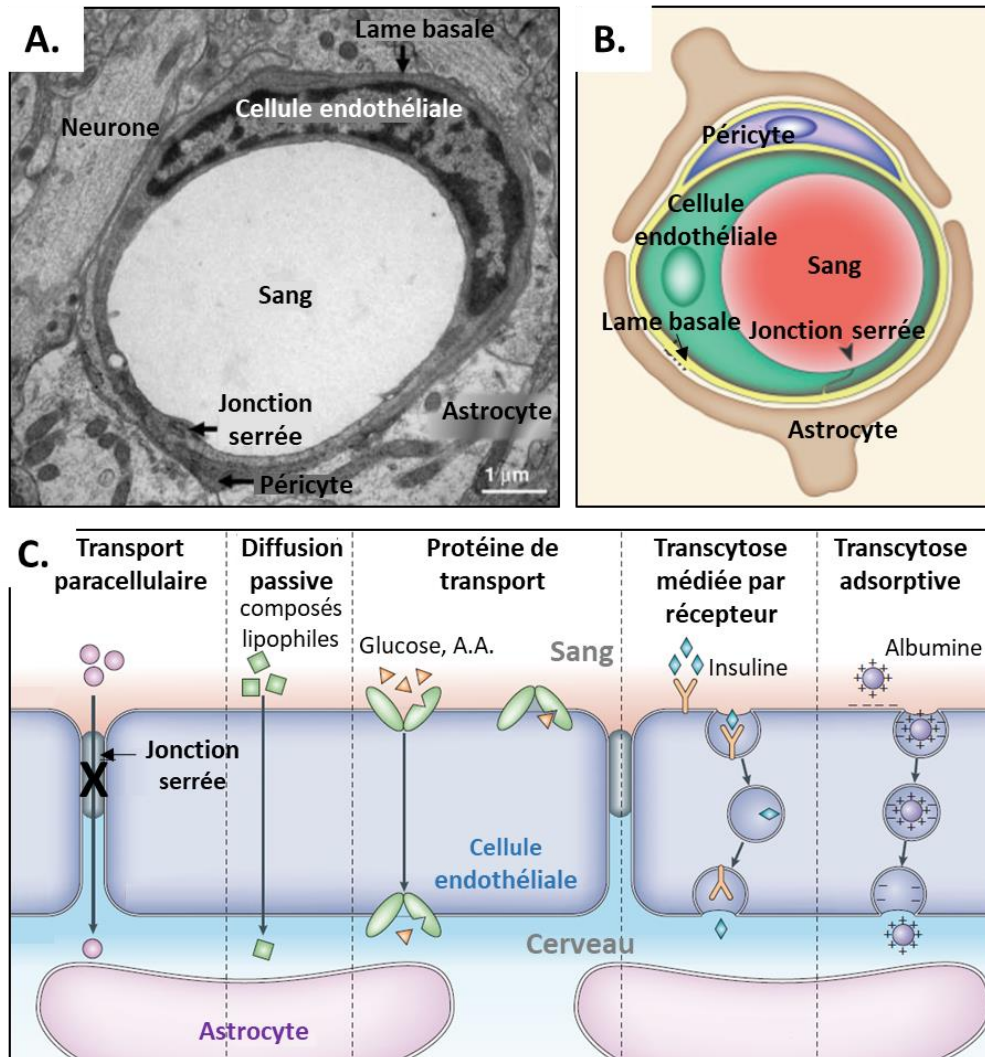 A.
Lame basale
Cellule endothéliale
Neurone
Sang
Jonction
serrée
Astrocyte
Péricyte
1 µm
B.
Péricyte
Cellule
endothéliale
Sang
Lame basale
Jonction serrée
Astrocyte
C.
Transport
paracellulaire
Diffusion
passive
composés
lipophiles
Protéine de
transport
Glucose, A.A.
Sang
Transcytose
médiée par
récepteur
Insuline
Transcytose
adsorptive
Albumine
Jonction
serrée
X
Cellule
endothéliale
Cerveau
Astrocyte